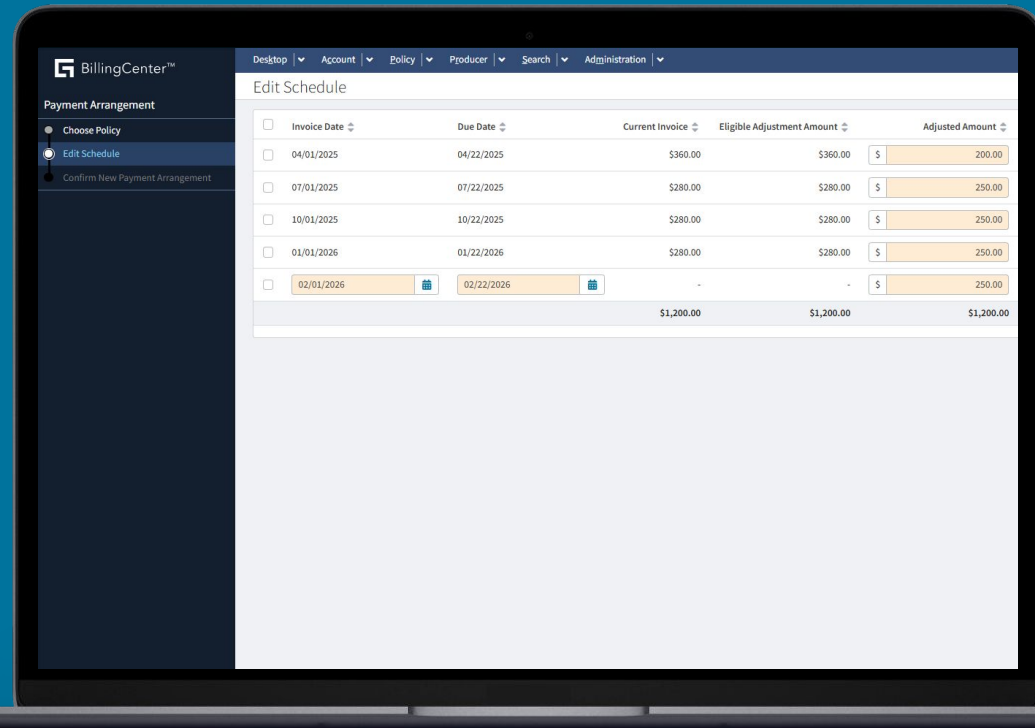 BillingCenter™
Desktop Account Policy Producer Search Administration
Edit Schedule
Payment Arrangement
Choose Policy
Edit Schedule
Confirm New Payment Arrangement
Invoice Date Due Date Current Invoice Eligible Adjustment Amount Adjusted Amount
04/01/2025 04/22/2025 $360.00 $360.00 $ 200.00
07/01/2025 07/22/2025 $280.00 $280.00 $ 250.00
10/01/2025 10/22/2025 $280.00 $280.00 $ 250.00
01/01/2026 01/22/2026 $280.00 $280.00 $ 250.00
02/01/2026 02/22/2026 - - $ 250.00
$1,200.00 $1,200.00 $1,200.00